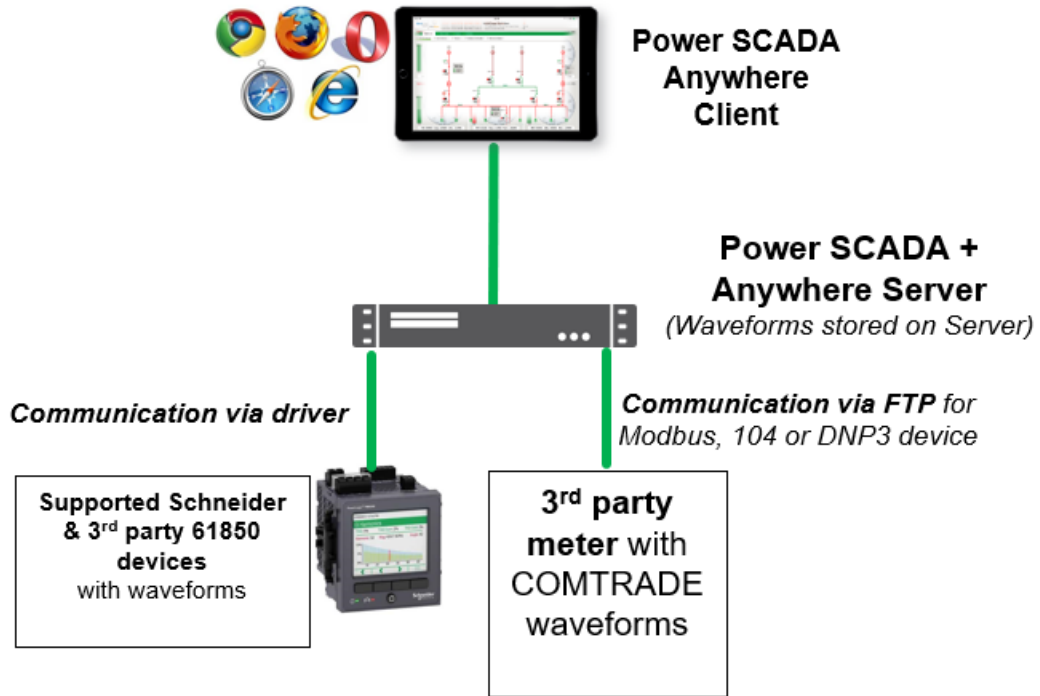 Power SCADA
Anywhere
Client
Power SCADA +
Anywhere Server
(Waveforms stored on Server)
Communication via driver
Communication via FTP for
Modbus, 104 or DNP3 device
Supported Schneider
& 3rd party 61850
devices
with waveforms
3rd party
meter with
COMTRADE
waveforms